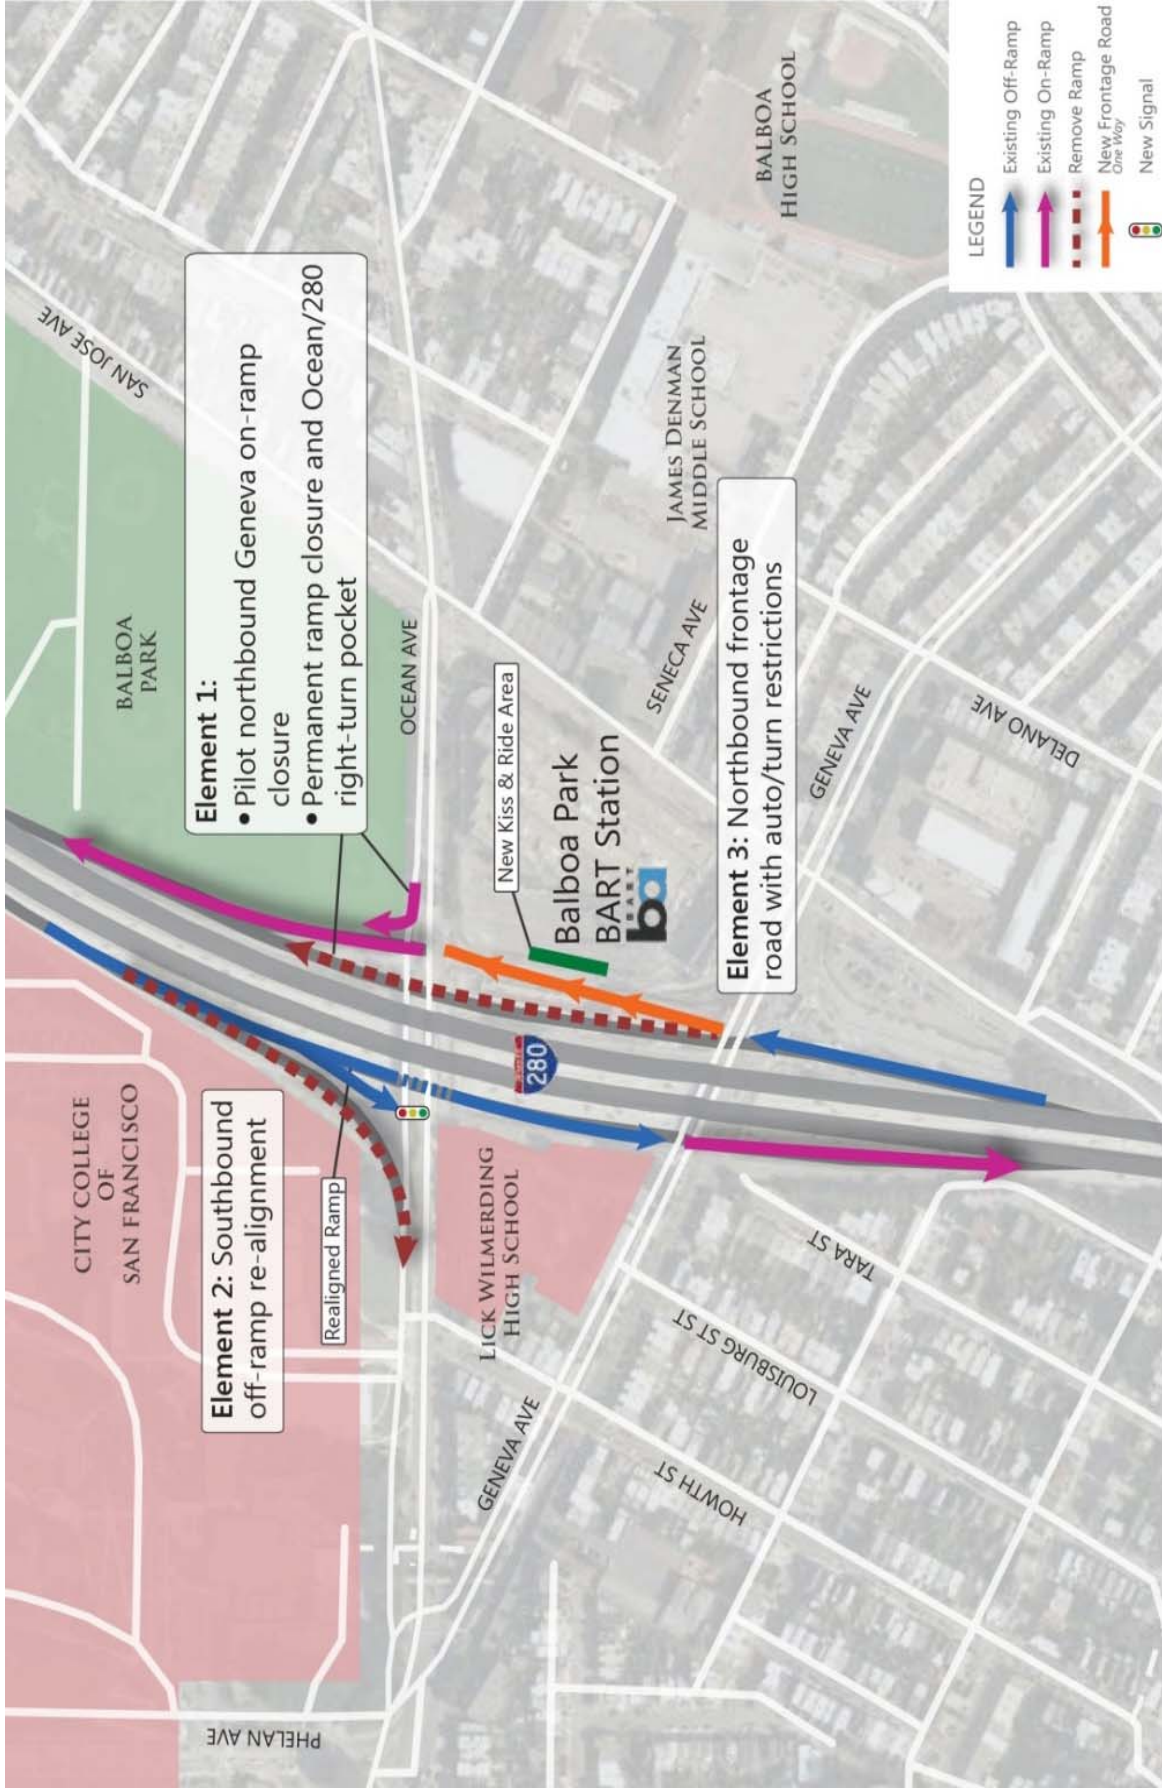 CITY COLLEGE
OF
SAN FRANCISCO
BALBOA
PARK
SAN JOSE AVE
Element 1:
• Pilot northbound Geneva on-ramp
closure
• Permanent ramp closure and Ocean/280
right-turn pocket
Element 2: Southbound
off-ramp re-alignment
Realigned Ramp
PHELAN AVE
OCEAN AVE
LICK WILMERDING
HIGH SCHOOL
280
New Kiss & Ride Area
Balboa Park
BART Station
BART
ba
SENECA AVE
JAMES DENMAN
MIDDLE SCHOOL
BALBOA
HIGH SCHOOL
Element 3: Northbound frontage
road with auto/turn restrictions
GENEVA AVE
GENEVA AVE
HOWTH ST
LOUISBURG ST ST
TARA ST
DELANO AVE
LEGEND
Existing Off-Ramp
Existing On-Ramp
Remove Ramp
New Frontage Road
One Way
New Signal